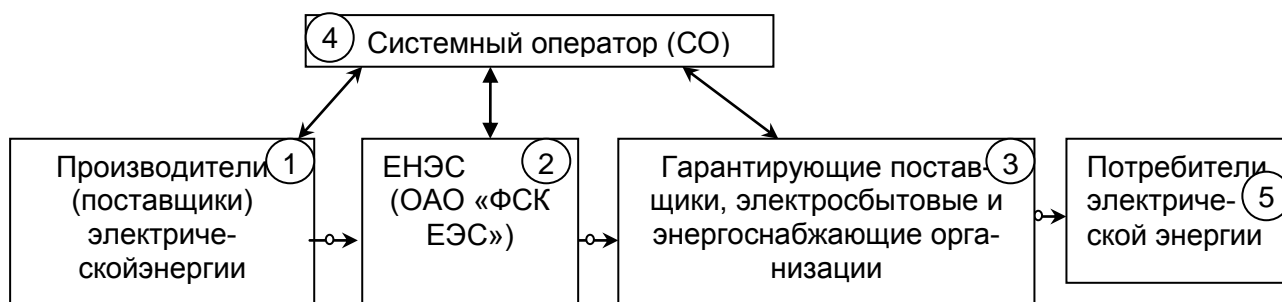 4 Системный оператор (СО)
Производители 1
(поставщики)
электриче-
скойэнергии
ЕНЭС 2
(ОАО «ФСК
ЕЭС»)
Гарантирующие постав- 3
щики, электросбытовые и
энергоснабжающие орга-
низации
Потребители
электриче- 5
ской энергии